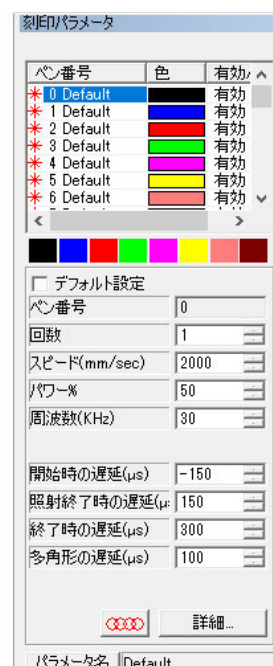 刻印パラメータ
ペン番号 色 有効/
0 Default 有効
1 Default 有効
2 Default 有効
3 Default 有効
4 Default 有効
5 Default 有効
6 Default 有効
デフォルト設定
ペン番号 0
回数 1
スピード(mm/sec) 2000
パワー% 50
周波数(KHz) 30
開始時の遅延(μs) -150
照射終了時の遅延(μ: 150
終了時の遅延(μs) 300
多角形の遅延(μs) 100
詳細...
パラメータ名 Default